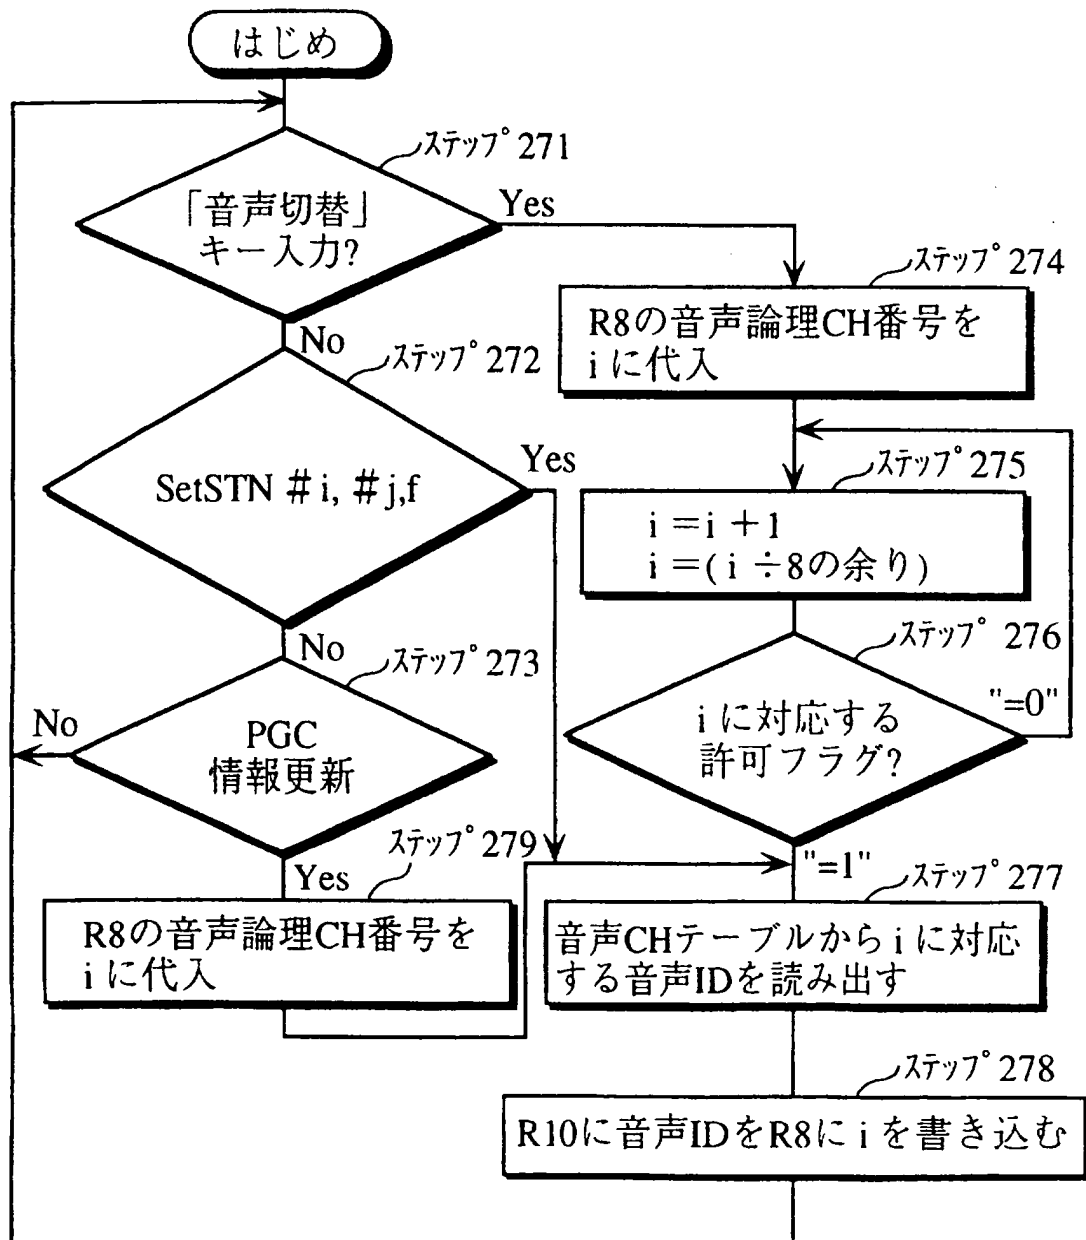 はじめ
ステップ271
「音声切替」
キー入力?
Yes
No
ステップ272
SetSTN #i, #j,f
Yes
No
ステップ273
PGC
情報更新
No
Yes
ステップ279
R8の音声論理CH番号を
iに代入
ステップ274
R8の音声論理CH番号を
iに代入
ステップ275
i=i+1
i=(i÷8の余り)
ステップ276
iに対応する
許可フラグ?
"=0"
"=1"
ステップ277
音声CHテーブルからiに対応
する音声IDを読み出す
ステップ278
R10に音声IDをR8にiを書き込む